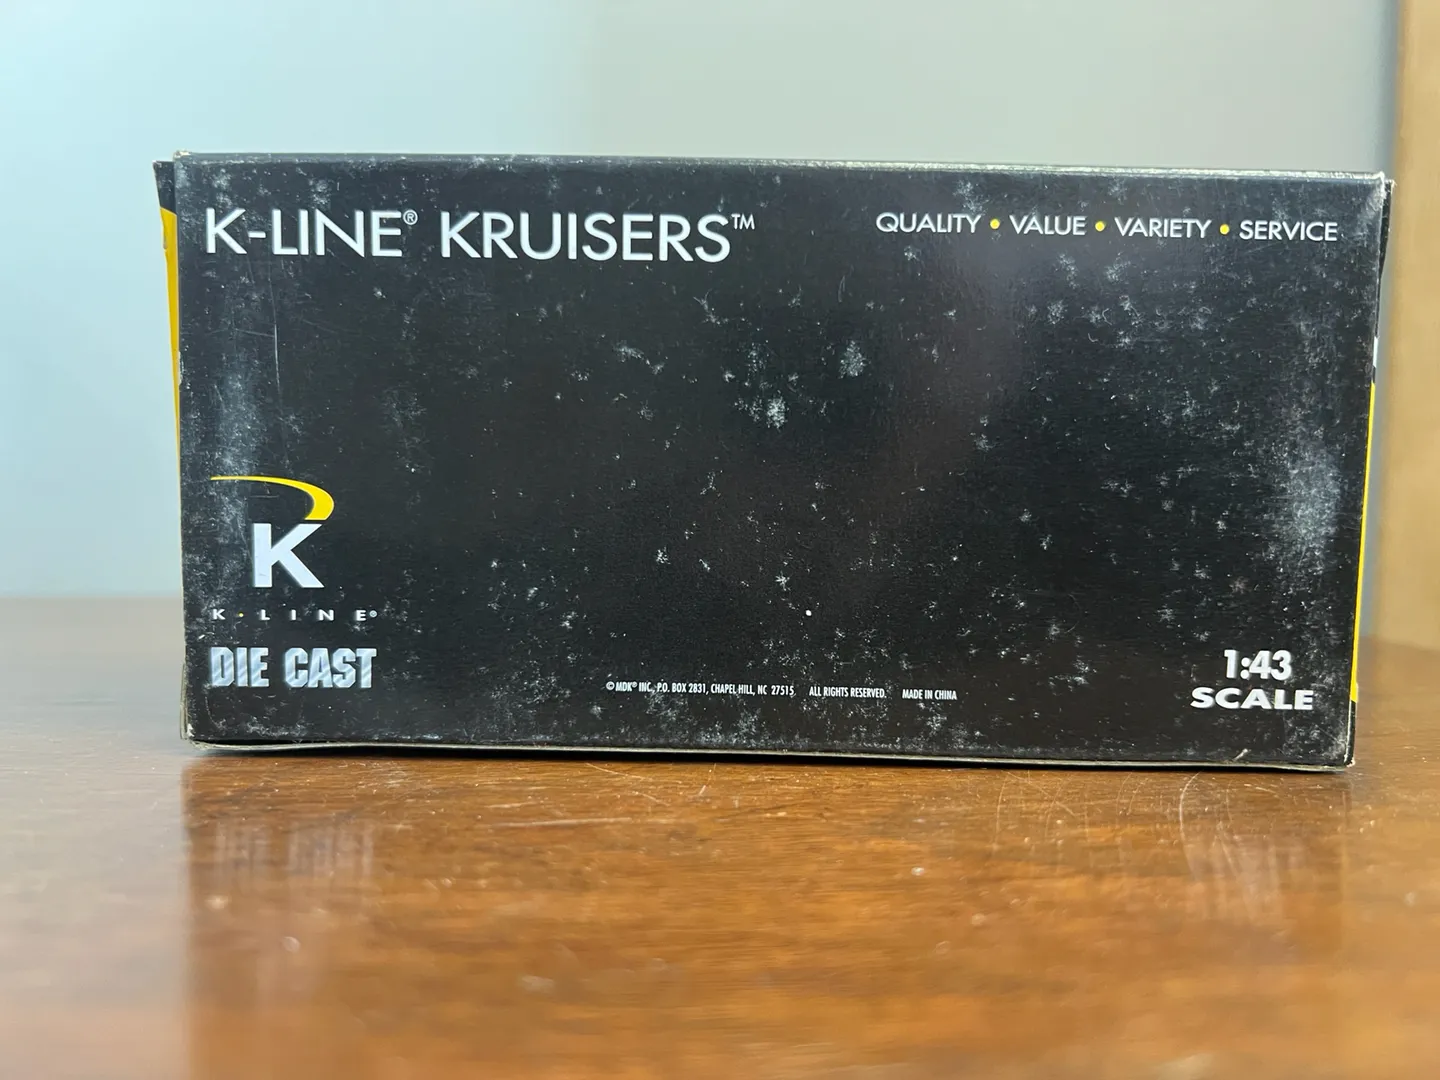 K-LINE® KRUISERS™
QUALITY • VALUE • VARIETY • SERVICE
K
K·LINE®
DIE CAST
© MDK® INC., P.O. BOX 2831, CHAPEL HILL, NC 27515 ALL RIGHTS RESERVED. MADE IN CHINA
1:43
SCALE